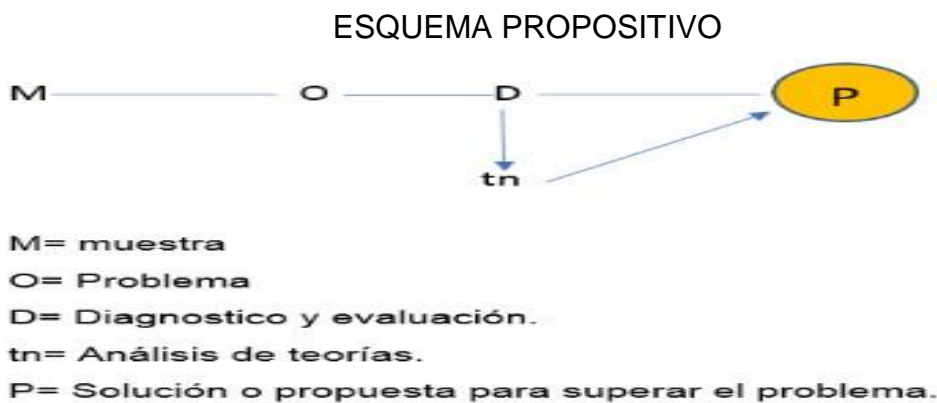 ESQUEMA PROPOSITIVO
M O D P
tn
M= muestra
O= Problema
D= Diagnostico y evaluación.
tn= Análisis de teorías.
P= Solución o propuesta para superar el problema.